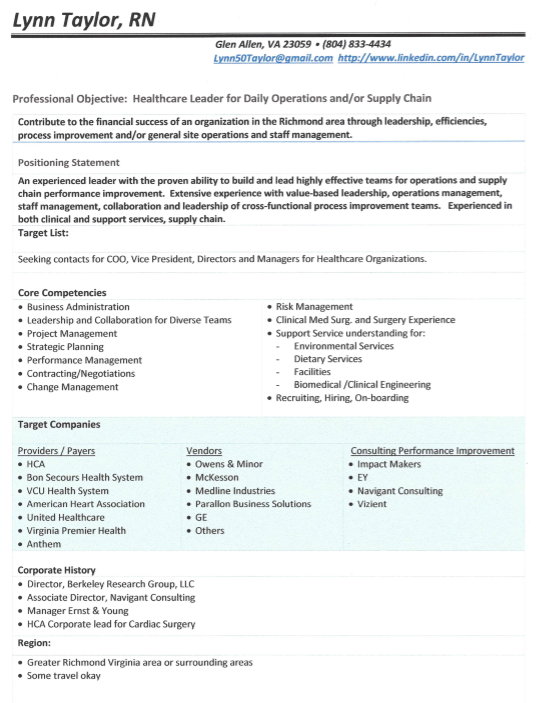 Lynn Taylor, RN
Glen Allen, VA 23059 • (804) 833-4434
Lynn50Taylor@gmail.com http://www.linkedin.com/in/LynnTaylor
Professional Objective: Healthcare Leader for Daily Operations and/or Supply Chain
Contribute to the financial success of an organization in the Richmond area through leadership, efficiencies,
process improvement and/or general site operations and staff management.
Positioning Statement
An experienced leader with the proven ability to build and lead highly effective teams for operations and supply
chain performance improvement. Extensive experience with value-based leadership, operations management,
staff management, collaboration and leadership of cross-functional process improvement teams. Experienced in
both clinical and support services, supply chain.
Target List:
Seeking contacts for COO, Vice President, Directors and Managers for Healthcare Organizations.
Core Competencies
• Business Administration
• Leadership and Collaboration for Diverse Teams
• Project Management
• Strategic Planning
• Performance Management
• Contracting/Negotiations
• Change Management
• Risk Management
• Clinical Med Surg. and Surgery Experience
• Support Service understanding for:
- Environmental Services
- Dietary Services
- Facilities
- Biomedical /Clinical Engineering
• Recruiting, Hiring, On-boarding
Target Companies
Providers / Payers
• HCA
• Bon Secours Health System
• VCU Health System
• American Heart Association
• United Healthcare
• Virginia Premier Health
• Anthem
Vendors
• Owens & Minor
• McKesson
• Medline Industries
• Parallon Business Solutions
• GE
• Others
Consulting Performance Improvement
• Impact Makers
• EY
• Navigant Consulting
• Vizient
Corporate History
• Director, Berkeley Research Group, LLC
• Associate Director, Navigant Consulting
• Manager Ernst & Young
• HCA Corporate lead for Cardiac Surgery
Region:
• Greater Richmond Virginia area or surrounding areas
• Some travel okay